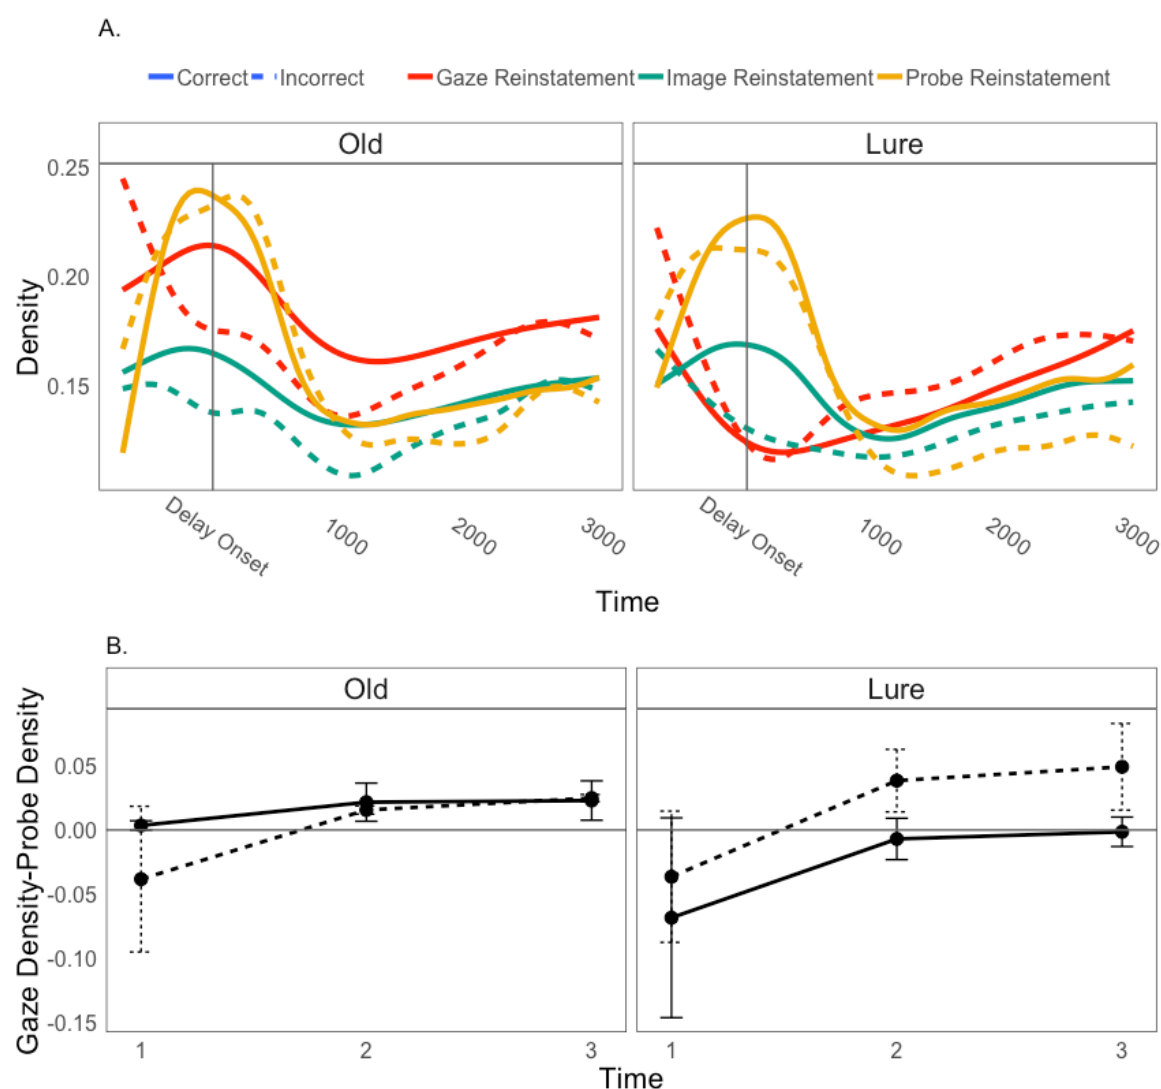 A.
Correct Incorrect Gaze Reinstatement Image Reinstatement Probe Reinstatement
Old Lure
Density
0.25
0.20
0.15
Delay Onset 1000 2000 3000 Delay Onset 1000 2000 3000
Time
B.
Old Lure
Gaze Density-Probe Density
0.05
0.00
-0.05
-0.10
-0.15
1 2 3 1 2 3
Time